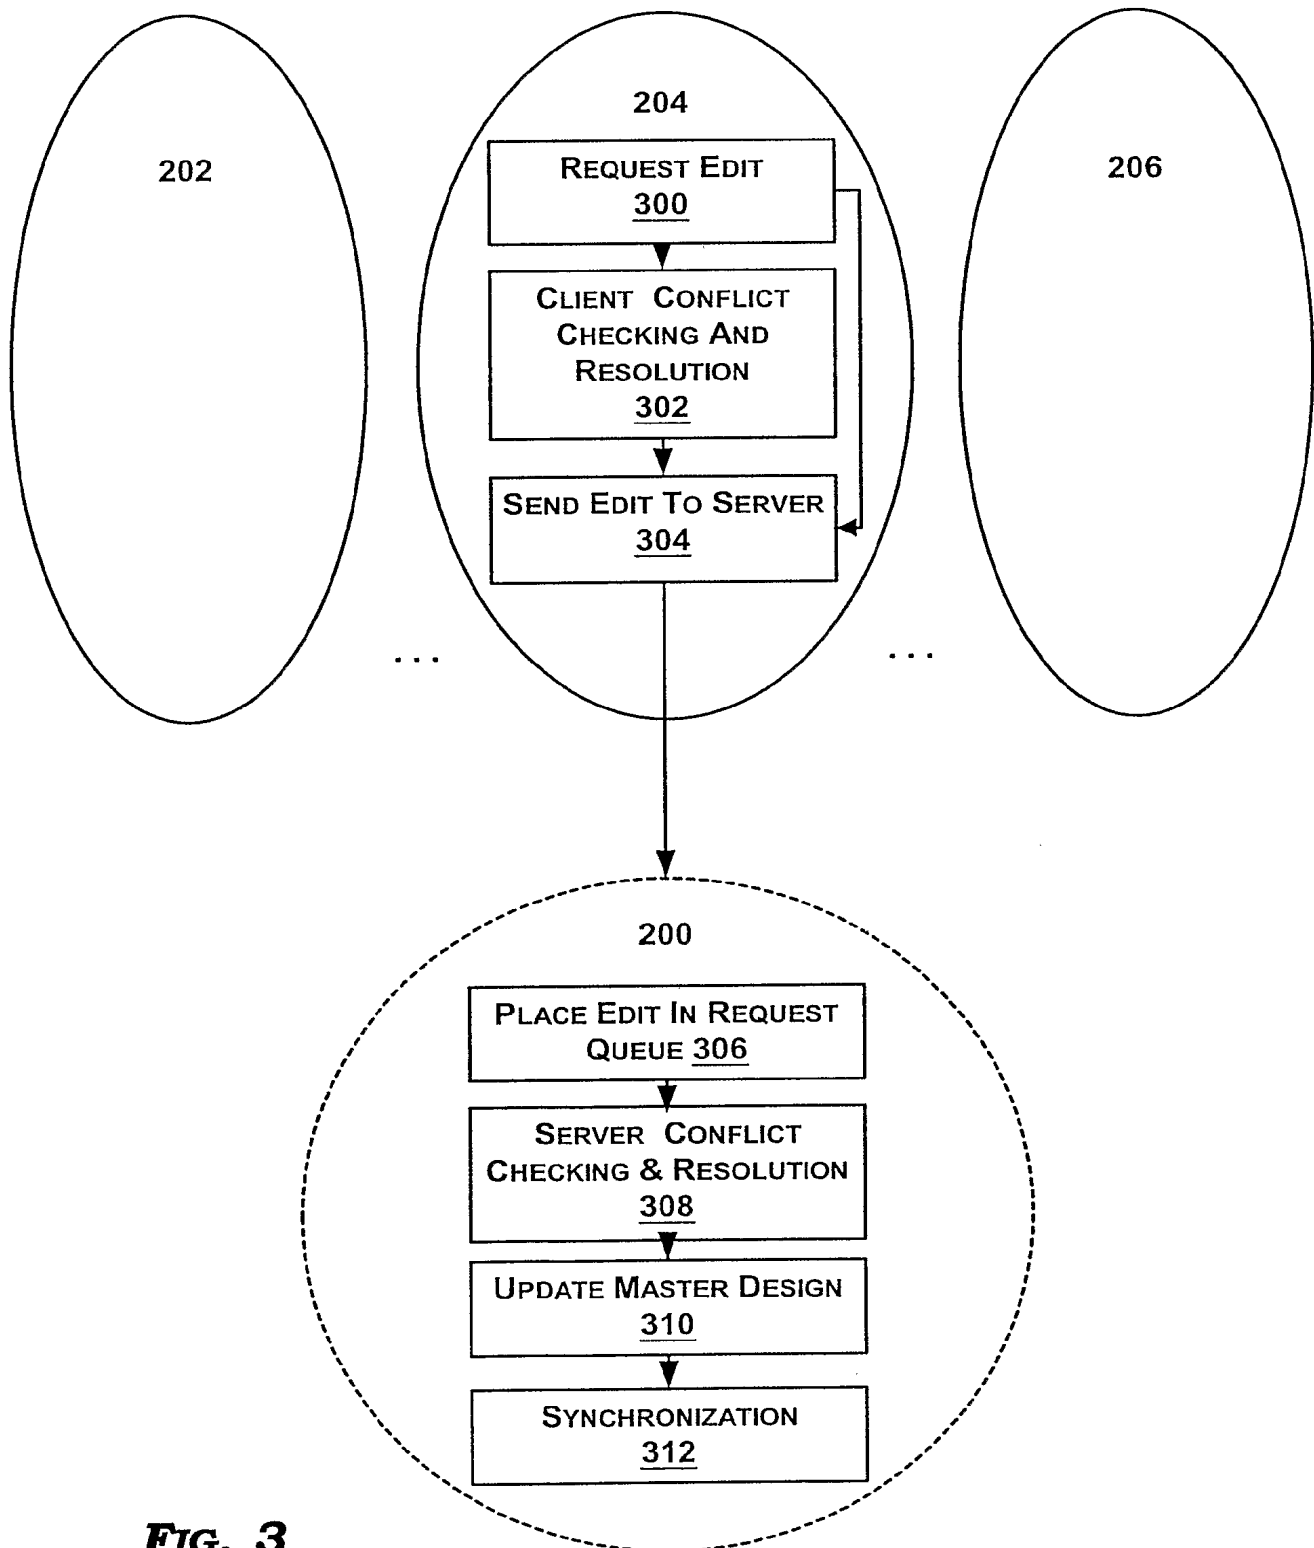 204
202
206
REQUEST EDIT
300
CLIENT CONFLICT
CHECKING AND
RESOLUTION
302
SEND EDIT TO SERVER
304
... ...
200
PLACE EDIT IN REQUEST
QUEUE 306
SERVER CONFLICT
CHECKING & RESOLUTION
308
UPDATE MASTER DESIGN
310
SYNCHRONIZATION
312
FIG. 3